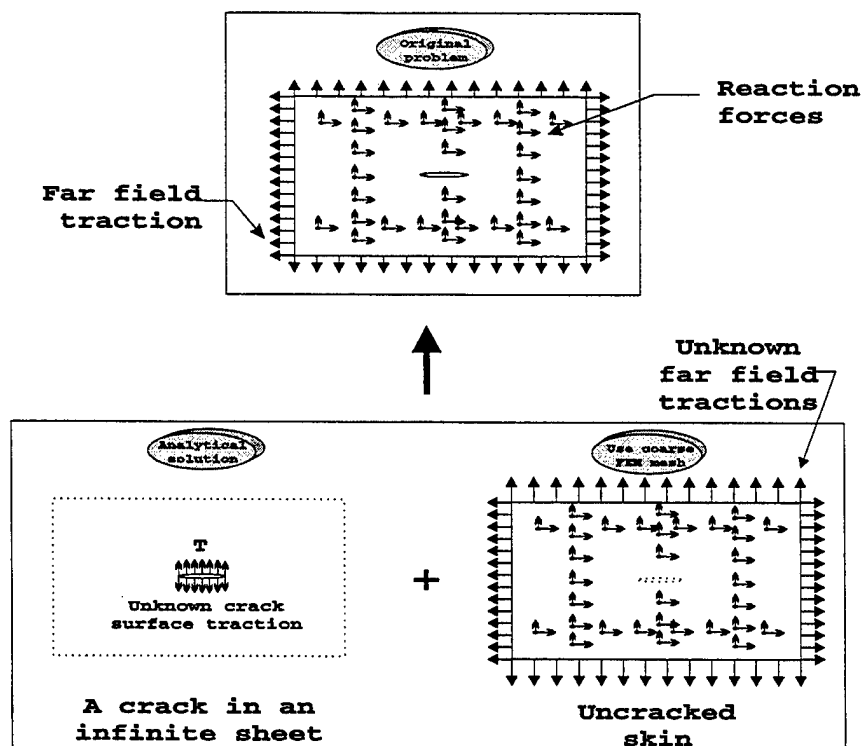 Original
problem
Reaction
forces
Far field
traction
Unknown
far field
tractions
Analytical
solution
Use coarse
FEM mesh
T
+
Unknown crack
surface traction
A crack in an
infinite sheet
Uncracked
skin